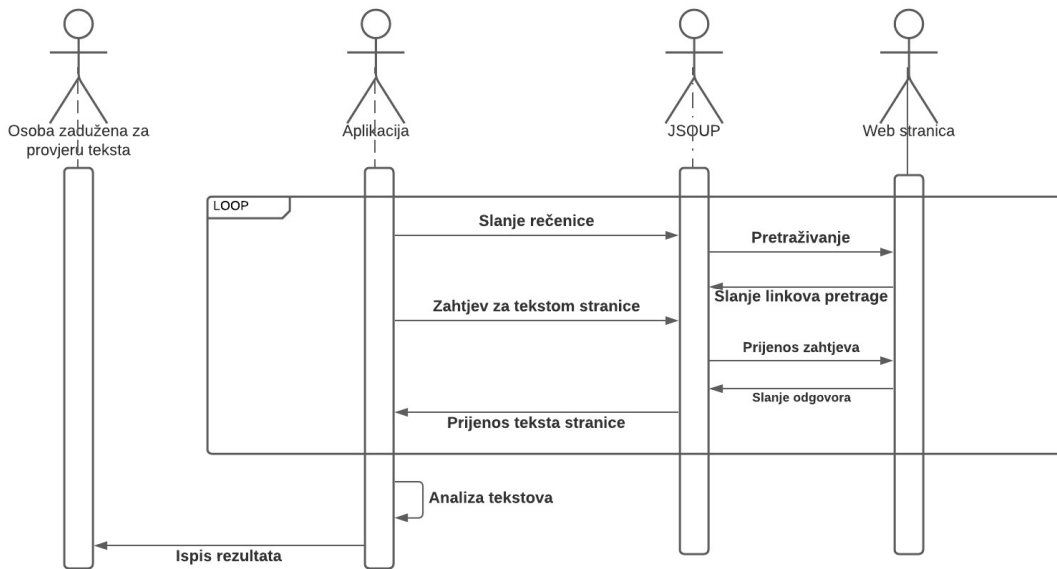 Osoba zadužena za
provjeru teksta
Aplikacija
JSOUP
Web stranica
LOOP
Slanje rečenice
Pretraživanje
Slanje linkova pretrage
Zahtjev za tekstom stranice
Prijenos zahtjeva
Slanje odgovora
Prijenos teksta stranice
Analiza tekstova
Ispis rezultata